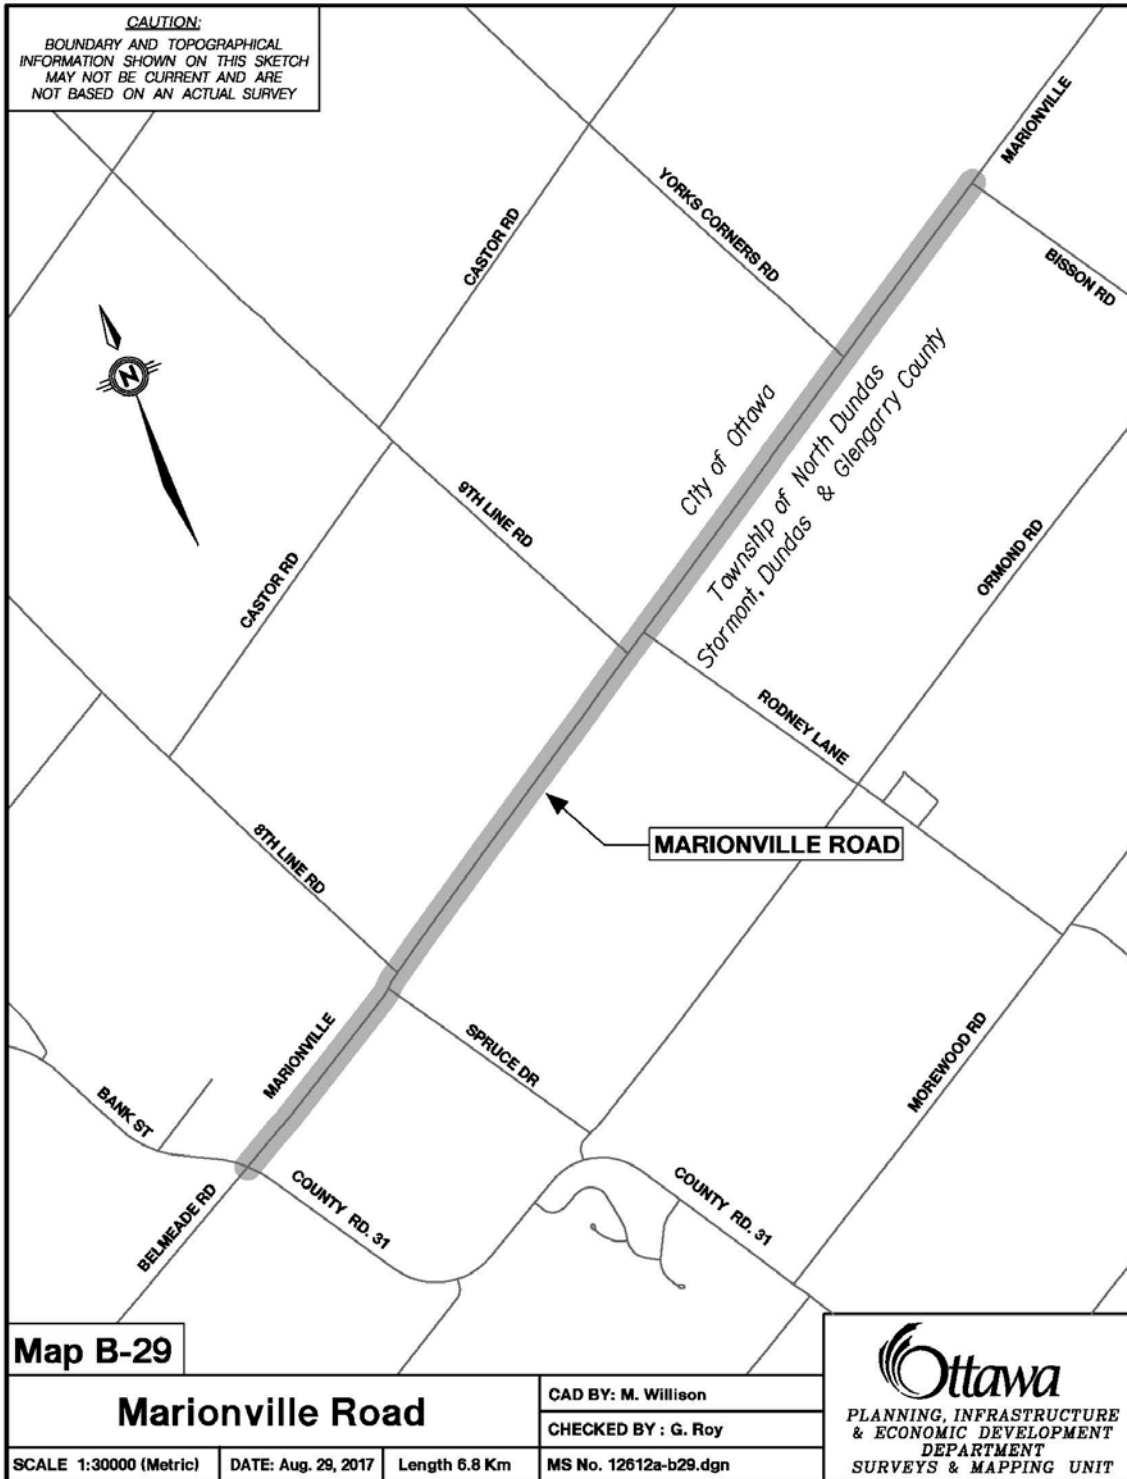 CAUTION:
BOUNDARY AND TOPOGRAPHICAL
INFORMATION SHOWN ON THIS SKETCH
MAY NOT BE CURRENT AND ARE
NOT BASED ON AN ACTUAL SURVEY
MARIONVILLE
YORKS CORNERS RD
CASTOR RD
BISSON RD
N
City of Ottawa
Township of North Dundas
Stormont, Dundas & Glengarry County
9TH LINE RD
CASTOR RD
ORMOND RD
RODNEY LANE
MARIONVILLE ROAD
8TH LINE RD
MARIONVILLE
SPRUCE DR
MOREWOOD RD
BANK ST
BELMEADE RD
COUNTY RD. 31
COUNTY RD. 31
Map B-29
Marionville Road
SCALE 1:30000 (Metric)
DATE: Aug. 29, 2017
Length 6.8 Km
CAD BY: M. Willison
CHECKED BY : G. Roy
MS No. 12612a-b29.dgn
Ottawa
PLANNING, INFRASTRUCTURE
& ECONOMIC DEVELOPMENT
DEPARTMENT
SURVEYS & MAPPING UNIT